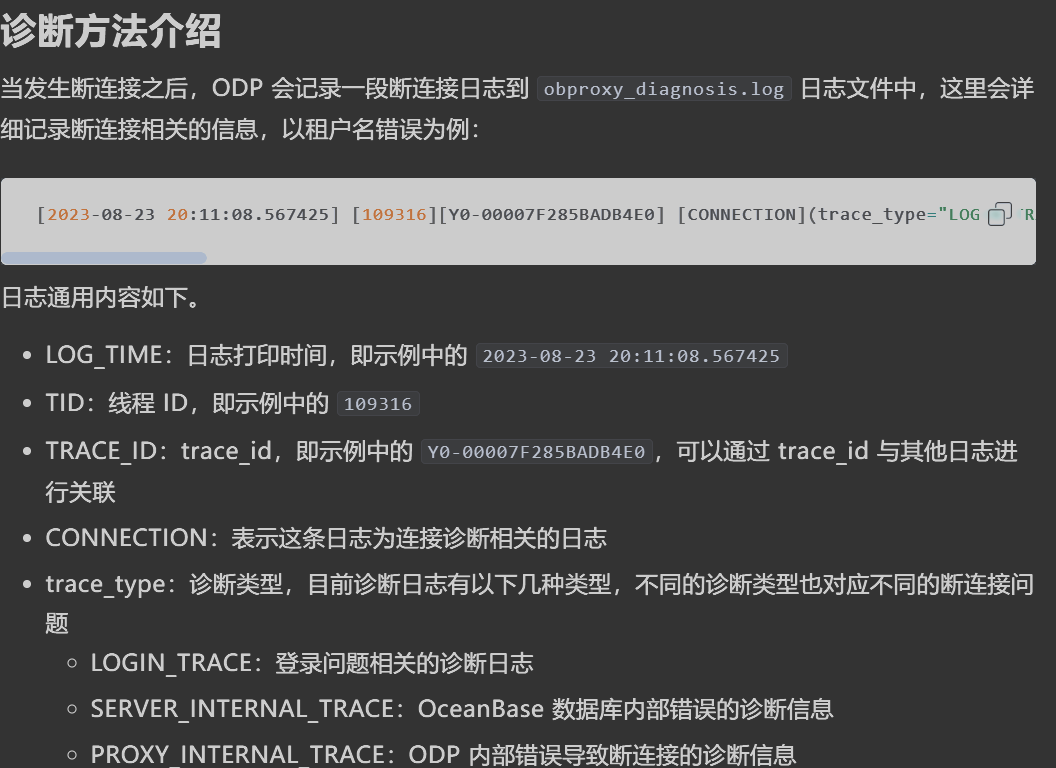 诊断方法介绍
当发生断连接之后，ODP 会记录一段断连接日志到 obproxy_diagnosis.log 日志文件中，这里会详
细记录断连接相关的信息，以租户名错误为例：
[2023-08-23 20:11:08.567425] [109316][Y0-00007F285BADB4E0] [CONNECTION](trace_type="LOG
日志通用内容如下。
LOG_TIME：日志打印时间，即示例中的 2023-08-23 20:11:08.567425
TID：线程 ID，即示例中的 109316
TRACE_ID：trace_id，即示例中的 Y0-00007F285BADB4E0，可以通过 trace_id 与其他日志进
行关联
CONNECTION：表示这条日志为连接诊断相关的日志
trace_type：诊断类型，目前诊断日志有以下几种类型，不同的诊断类型也对应不同的断连接问
题
LOGIN_TRACE：登录问题相关的诊断日志
SERVER_INTERNAL_TRACE：OceanBase 数据库内部错误的诊断信息
PROXY_INTERNAL_TRACE：ODP 内部错误导致断连接的诊断信息